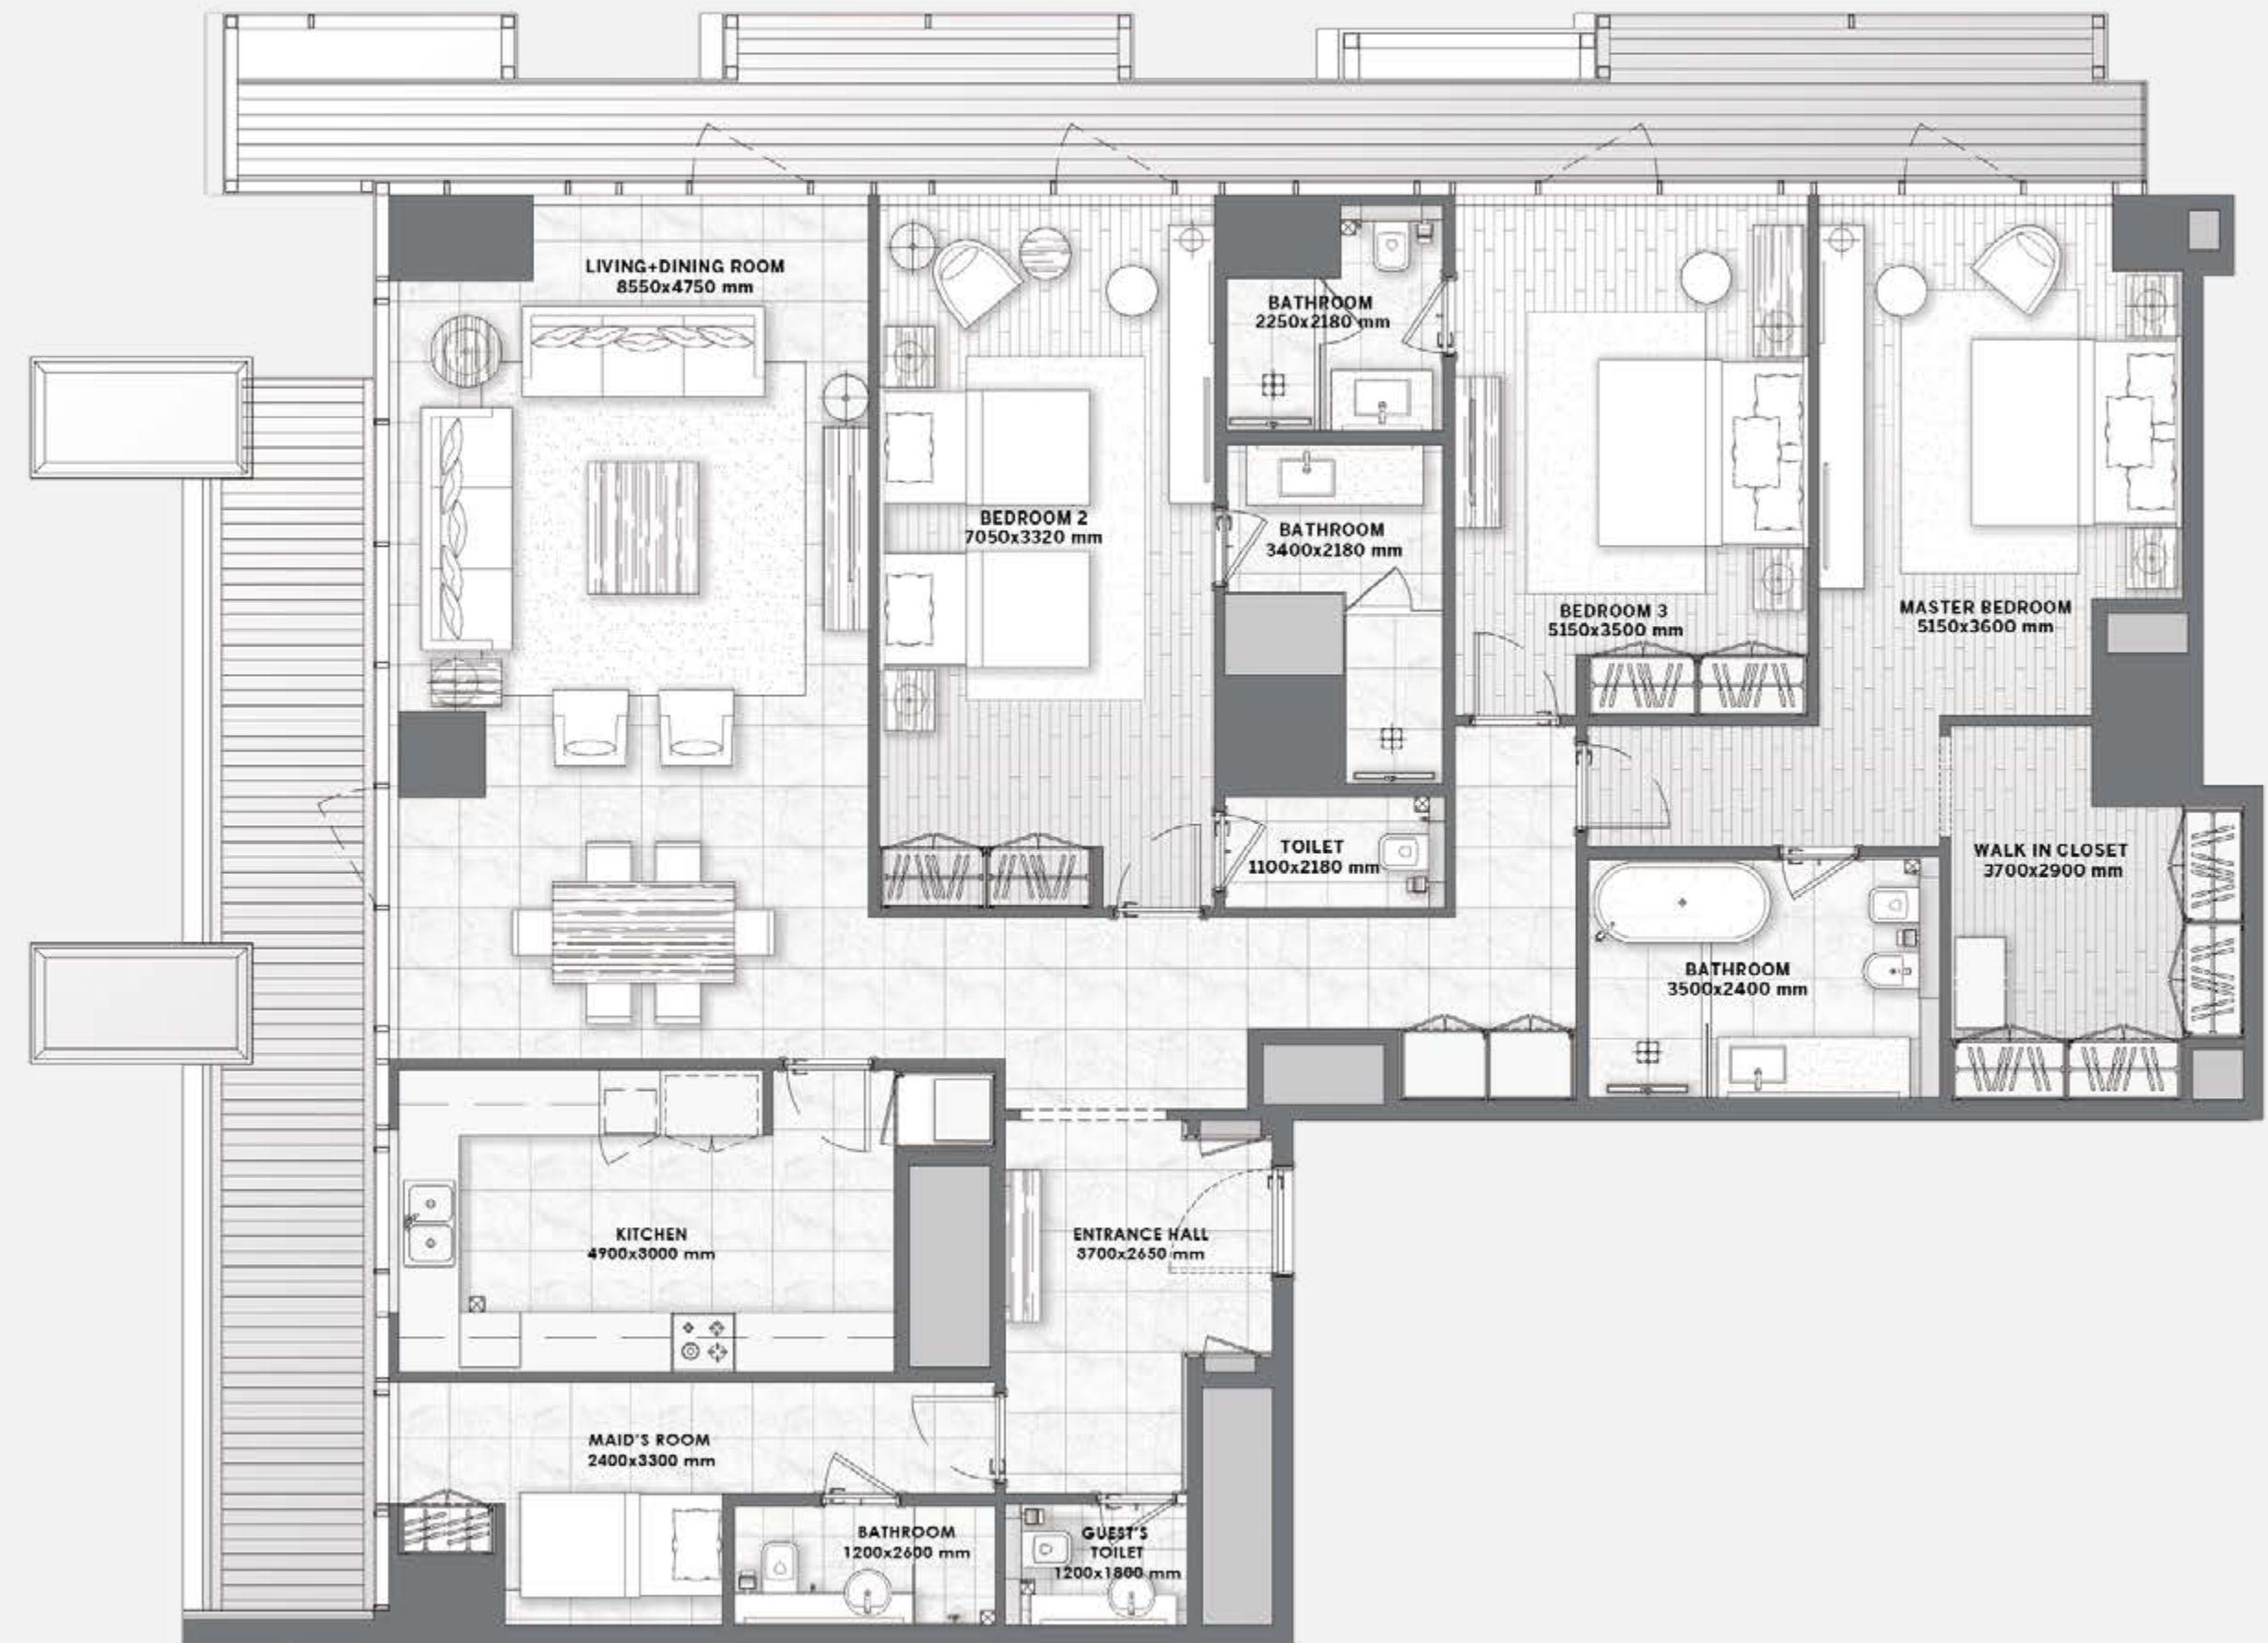 LIVING+DINING ROOM
8550x4750 mm
BATHROOM
2250x2180 mm
BEDROOM 2
7050x3320 mm
BATHROOM
3400x2180 mm
BEDROOM 3
5150x3500 mm
MASTER BEDROOM
5150x3600 mm
TOILET
1100x2180 mm
WALK IN CLOSET
3700x2900 mm
BATHROOM
3500x2400 mm
KITCHEN
4900x3000 mm
ENTRANCE HALL
3700x2650 mm
MAID'S ROOM
2400x3300 mm
BATHROOM
1200x2600 mm
GUEST'S
TOILET
1200x1800 mm